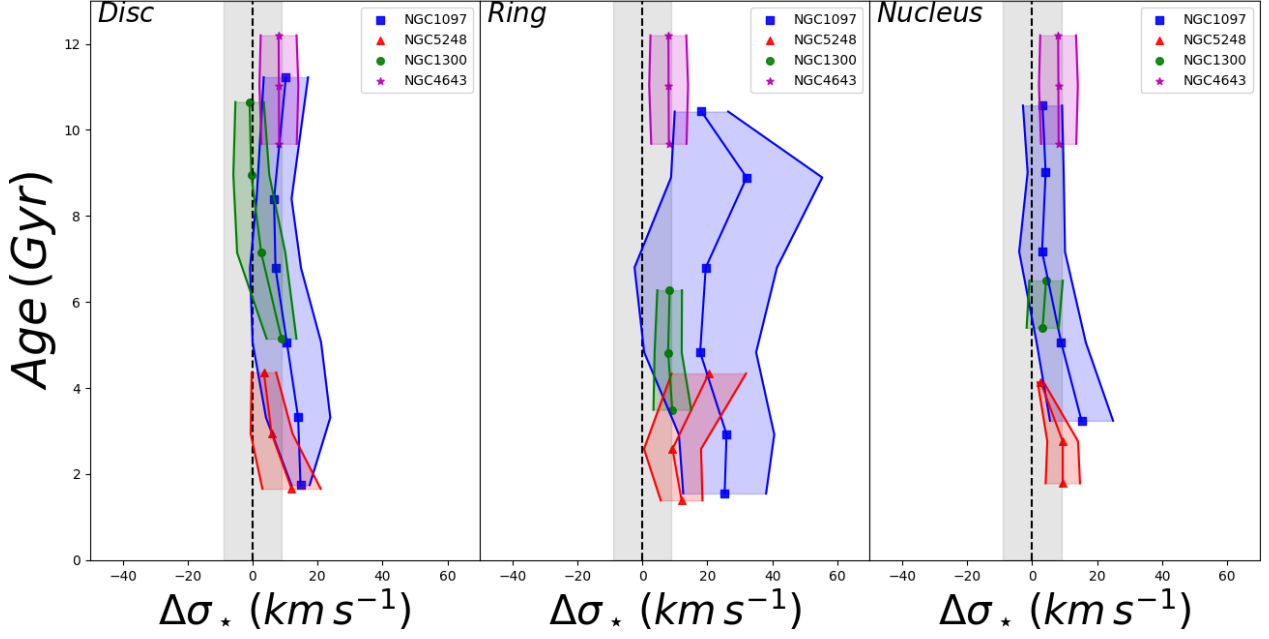 Disc
NGC1097
NGC5248
NGC1300
NGC4643
Ring
NGC1097
NGC5248
NGC1300
NGC4643
Nucleus
NGC1097
NGC5248
NGC1300
NGC4643
12
10
8
6
4
2
0
Age (Gyr)
−40 −20 0 20 40 60
−40 −20 0 20 40 60
−40 −20 0 20 40 60
Δσ⋆ (km s⁻¹)
Δσ⋆ (km s⁻¹)
Δσ⋆ (km s⁻¹)